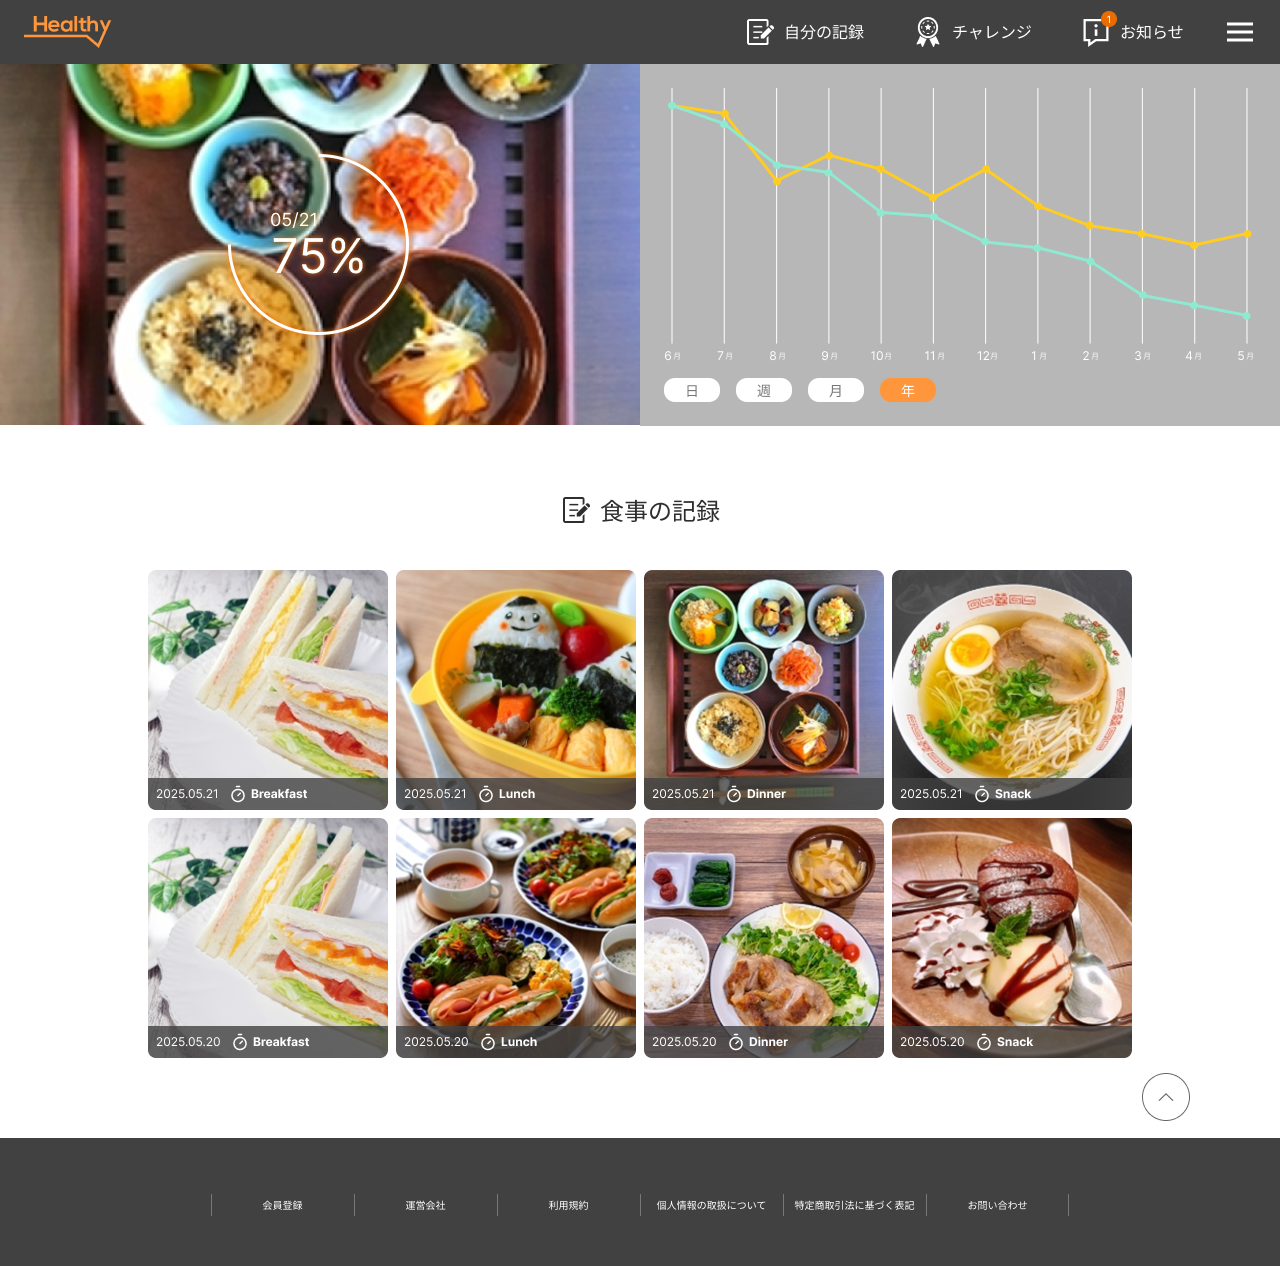 Healthy
自分の記録
チャレンジ
1
お知らせ
05/21
75%
6月 7月 8月 9月 10月 11月 12月 1月 2月 3月 4月 5月
日 週 月 年
食事の記録
2025.05.21 Breakfast
2025.05.21 Lunch
2025.05.21 Dinner
2025.05.21 Snack
2025.05.20 Breakfast
2025.05.20 Lunch
2025.05.20 Dinner
2025.05.20 Snack
会員登録
運営会社
利用規約
個人情報の取扱について
特定商取引法に基づく表記
お問い合わせ